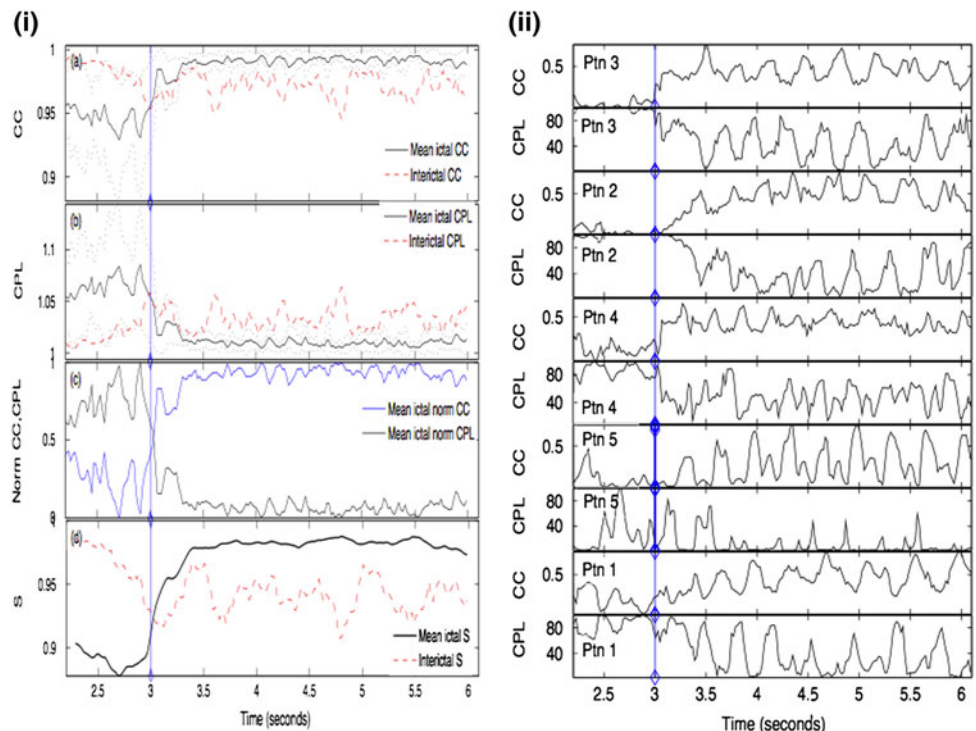 (i)
1
(a)
0.95
CC
0.9
Mean ictal CC
Interictal CC
(b)
1.1
CPL
1.05
1
Mean ictal CPL
Interictal CPL
1
(c)
0.5
Norm CC,CPL
Mean ictal norm CC
Mean ictal norm CPL
(d)
0.95
S
0.9
Mean ictal S
Interictal S
2.5 3 3.5 4 4.5 5 5.5 6
Time (seconds)
(ii)
CC 0.5 Ptn 3
CPL 80 40 Ptn 3
CC 0.5 Ptn 2
CPL 80 40 Ptn 2
CC 0.5 Ptn 4
CPL 80 40 Ptn 4
CC 0.5 Ptn 5
CPL 80 40 Ptn 5
CC 0.5 Ptn 1
CPL 80 40 Ptn 1
2.5 3 3.5 4 4.5 5 5.5 6
Time (seconds)